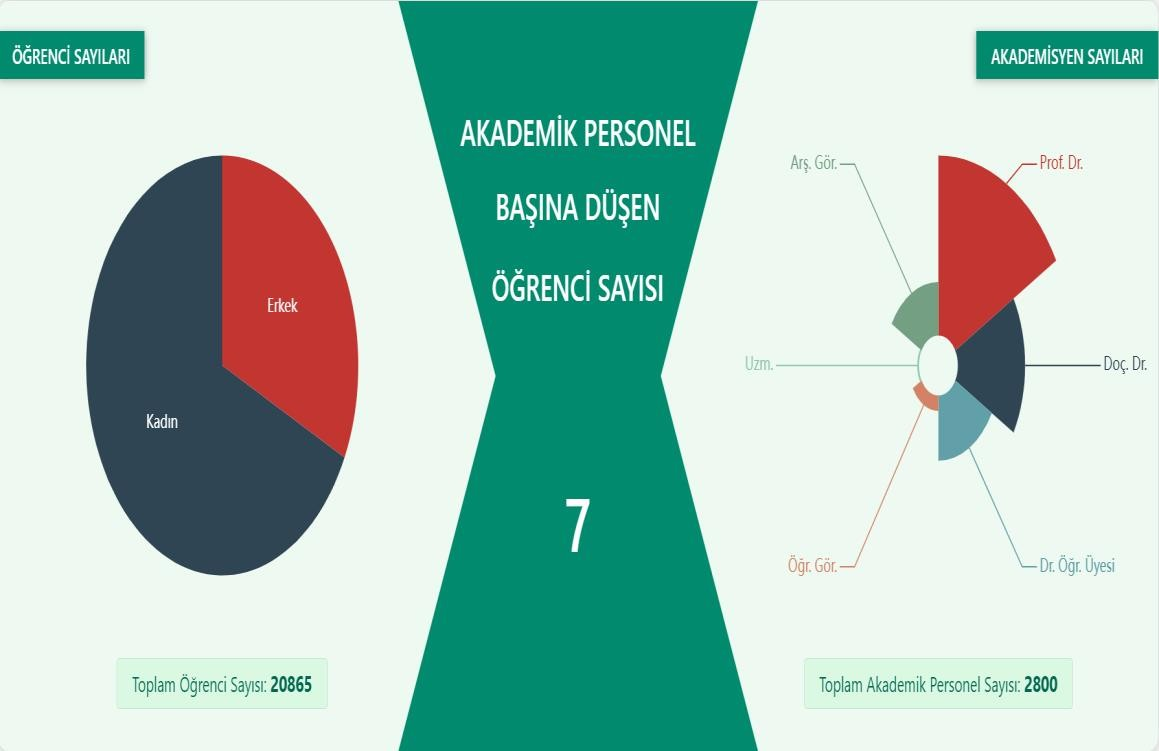 ÖĞRENCİ SAYILARI
Erkek
Kadın
Toplam Öğrenci Sayısı: 20865
AKADEMİK PERSONEL
BAŞINA DÜŞEN
ÖĞRENCİ SAYISI
7
AKADEMİSYEN SAYILARI
Arş. Gör.
Prof. Dr.
Uzm.
Doç. Dr.
Öğr. Gör.
Dr. Öğr. Üyesi
Toplam Akademik Personel Sayısı: 2800